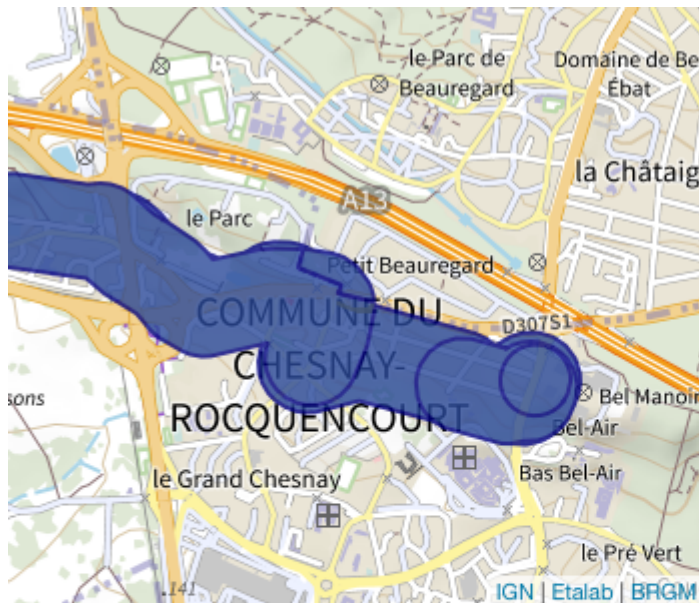 le Parc de
Beauregard
Domaine de Be
Ébat
la Châtaig
A13
le Parc
Petit Beauregard
COMMUNE DU
CHESNAY-
ROCQUENCOURT
D307S1
Bel Manoir
Bel-Air
Bas Bel-Air
sons
le Grand Chesnay
le Pré Vert
141
IGN | Etalab | BRGM